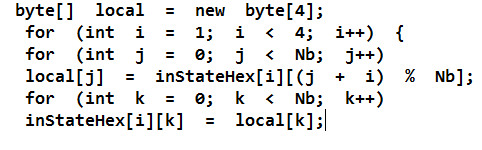 byte[] local = new byte[4];
for (int i = 1; i < 4; i++) {
for (int j = 0; j < Nb; j++)
local[j] = inStateHex[i][(j + i) % Nb];
for (int k = 0; k < Nb; k++)
inStateHex[i][k] = local[k];